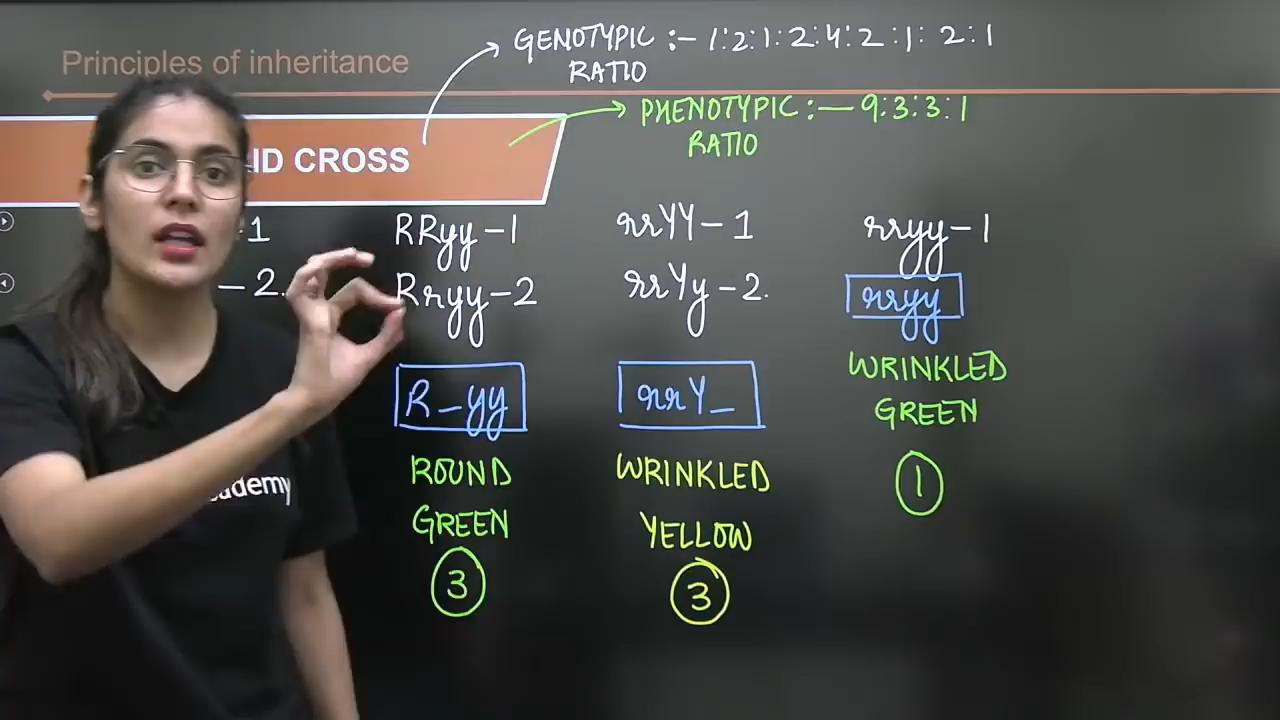 GENOTYPIC :- 1:2:1:2:4:2:1:2:1
RATIO
Principles of inheritance
PHENOTYPIC :- 9:3:3:1
RATIO
ID CROSS
1 RRyy-1 rrYY-1 rryy-1
-2. Rryy-2 rrYy-2. rryy
WRINKLED
R_yy rrY_
GREEN
ROUND WRINKLED
1
ademy
GREEN YELLOW
3 3